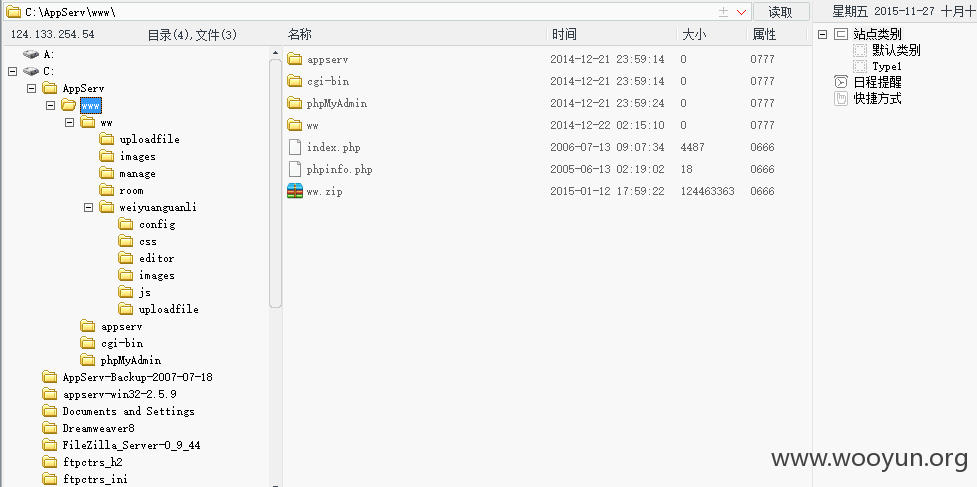 C:\AppServ\www\
读取
星期五 2015-11-27 十月十
124.133.254.54 目录(4),文件(3)
名称 时间 大小 属性
A:
C:
AppServ
www
ww
uploadfile
images
manage
room
weiyuanguanli
config
css
editor
images
js
uploadfile
appserv
cgi-bin
phpMyAdmin
AppServ-Backup-2007-07-18
appserv-win32-2.5.9
Documents and Settings
Dreamweaver8
FileZilla_Server-0_9_44
ftpctrs_h2
ftpctrs_ini
appserv 2014-12-21 23:59:14 0 0777
cgi-bin 2014-12-21 23:59:14 0 0777
phpMyAdmin 2014-12-21 23:59:24 0 0777
ww 2014-12-22 02:15:10 0 0777
index.php 2006-07-13 09:07:34 4487 0666
phpinfo.php 2005-06-13 02:19:02 18 0666
ww.zip 2015-01-12 17:59:22 124463363 0666
站点类别
默认类别
Type1
日程提醒
快捷方式
www.wooyun.org